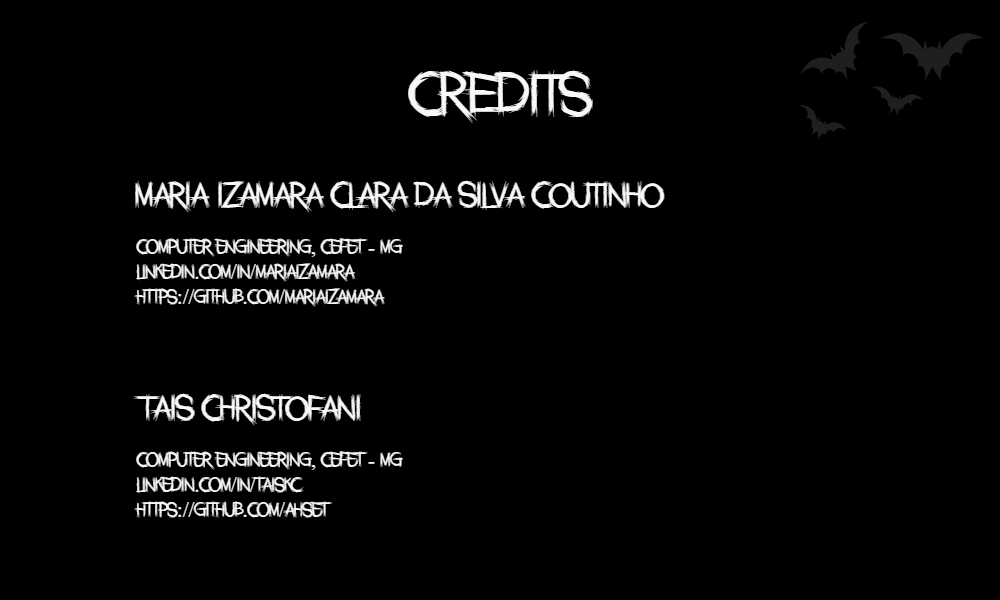 CREDITS
MARIA IZAMARA CLARA DA SILVA COUTINHO
COMPUTER ENGINEERING, CEFET - MG
LINKEDIN.COM/IN/MARIAIZAMARA
HTTPS://GITHUB.COM/MARIAIZAMARA
TAIS CHRISTOFANI
COMPUTER ENGINEERING, CEFET - MG
LINKEDIN.COM/IN/TAISKC
HTTPS://GITHUB.COM/AHSET